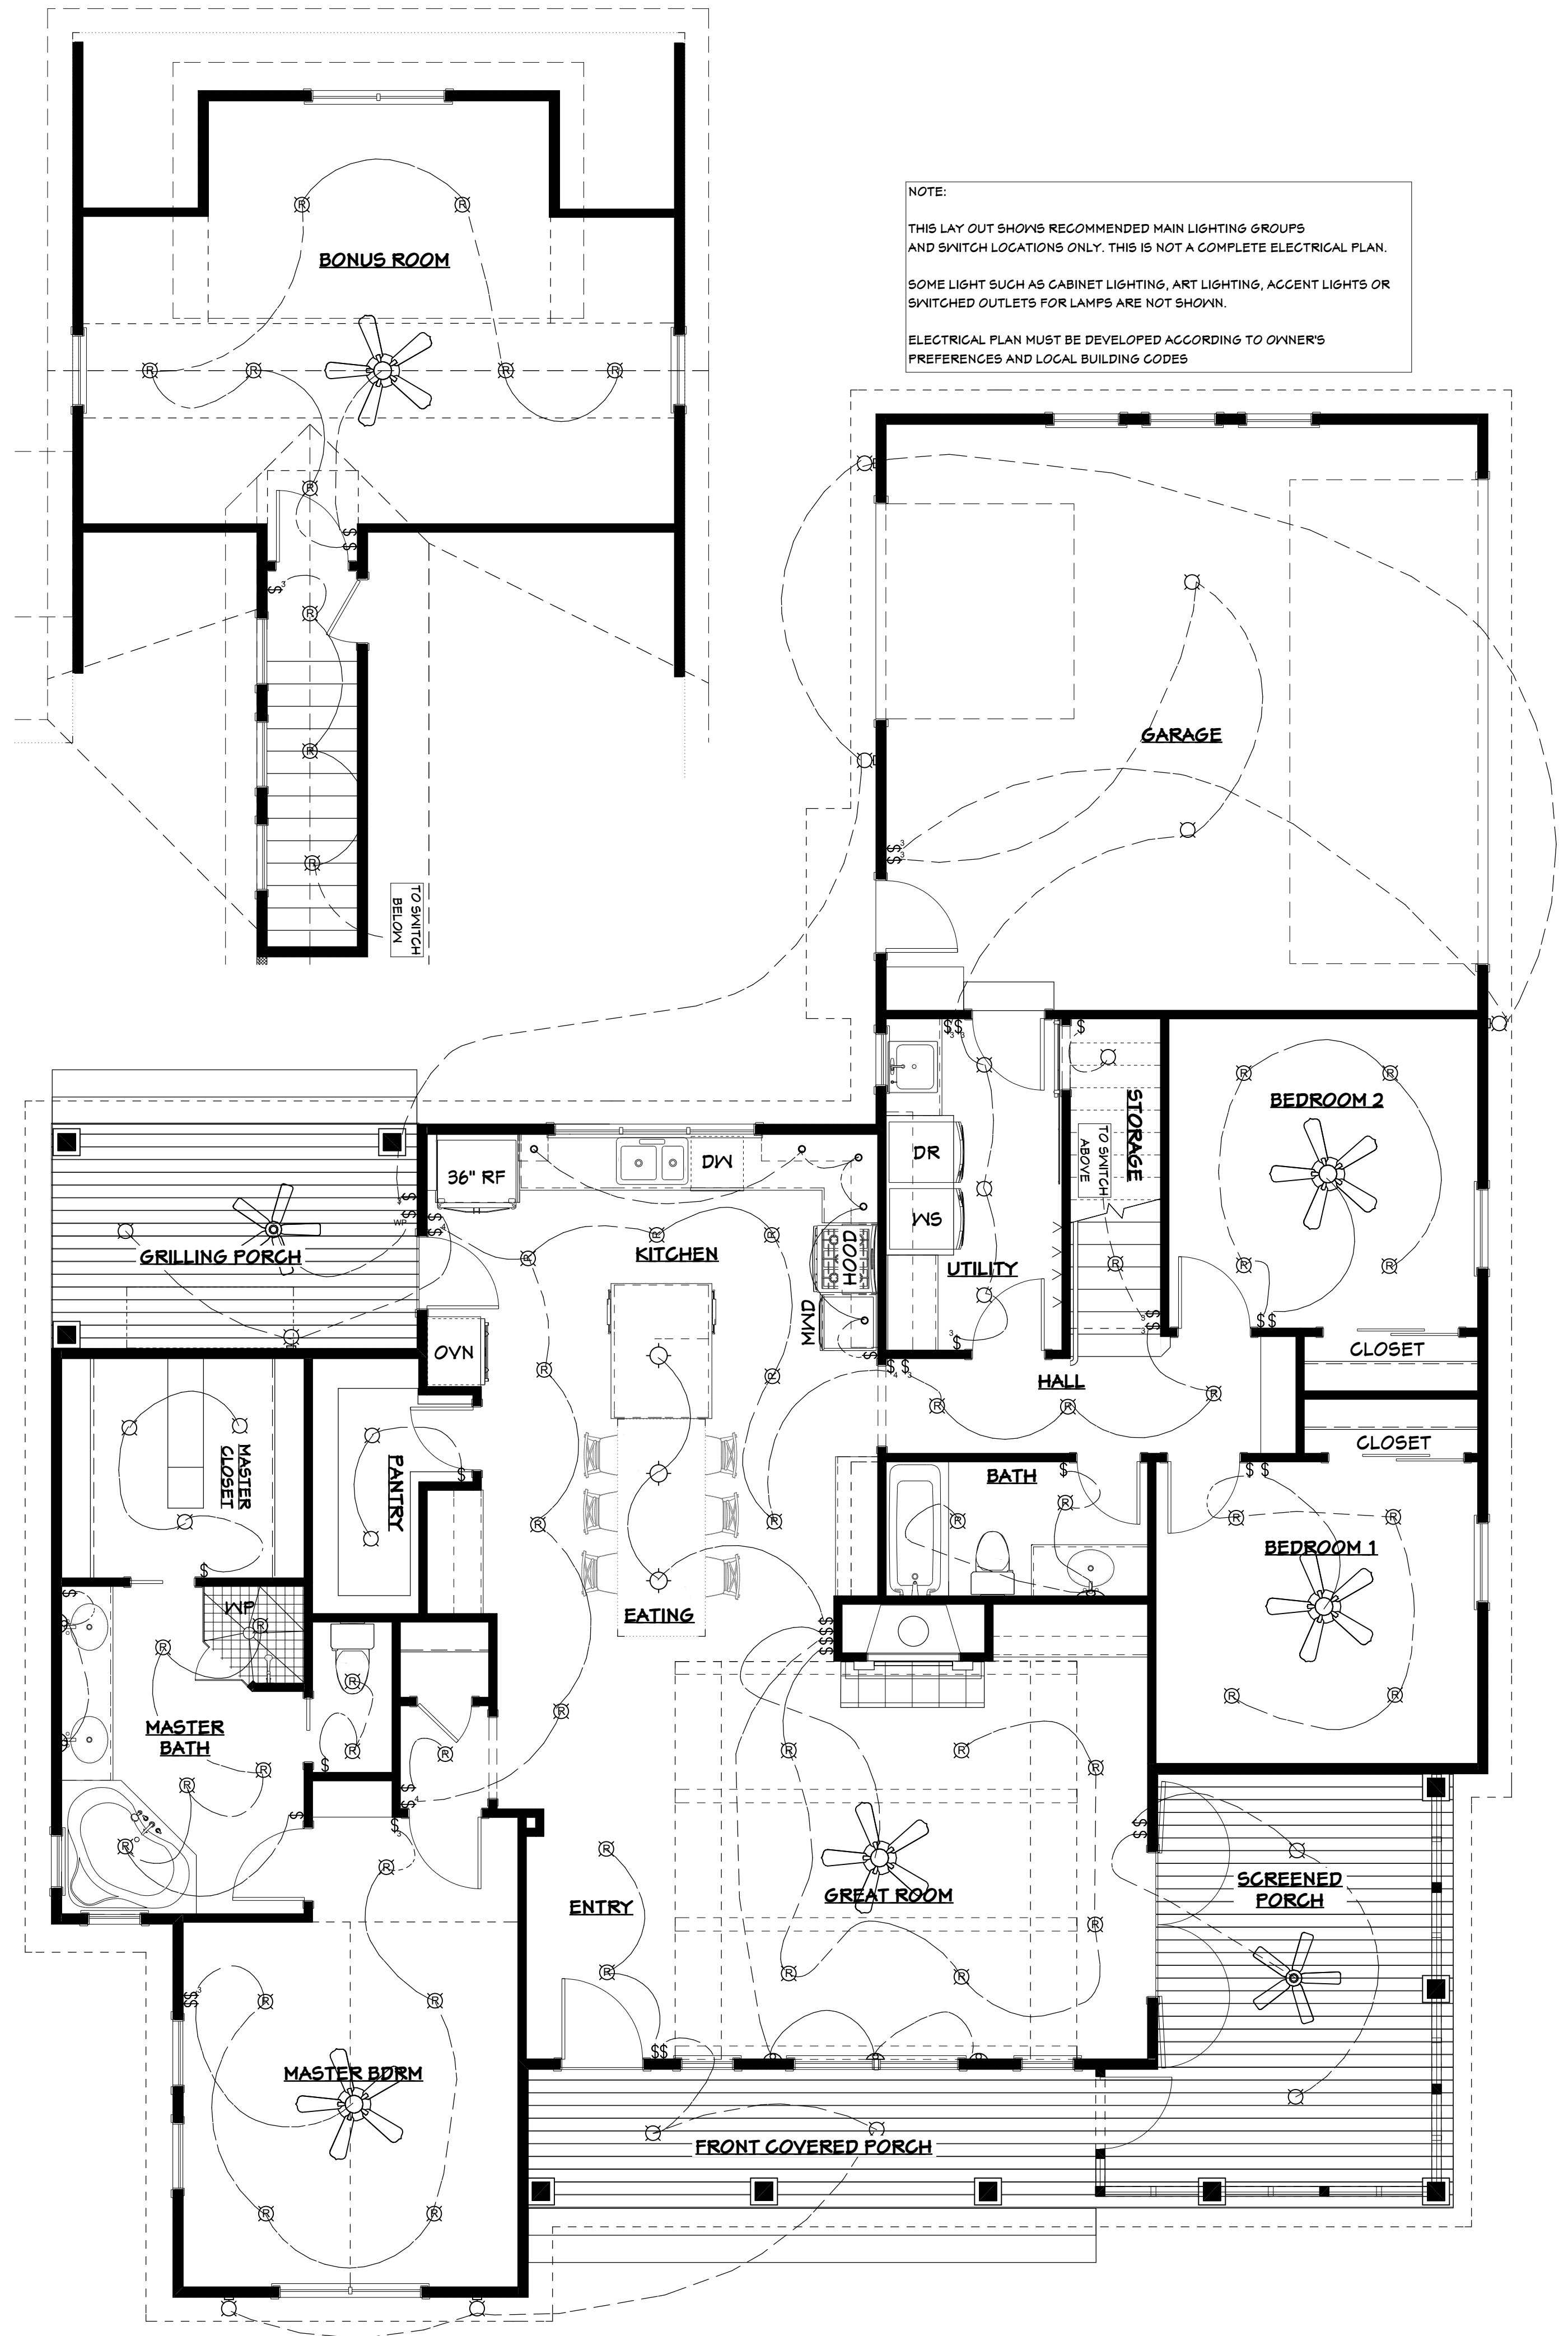 BONUS ROOM
NOTE:
THIS LAY OUT SHOWS RECOMMENDED MAIN LIGHTING GROUPS
AND SWITCH LOCATIONS ONLY. THIS IS NOT A COMPLETE ELECTRICAL PLAN.
SOME LIGHT SUCH AS CABINET LIGHTING, ART LIGHTING, ACCENT LIGHTS OR
SWITCHED OUTLETS FOR LAMPS ARE NOT SHOWN.
ELECTRICAL PLAN MUST BE DEVELOPED ACCORDING TO OWNER'S
PREFERENCES AND LOCAL BUILDING CODES
TO SWITCH
BELOW
GARAGE
36" RF
DW
DR
WS
STORAGE
TO SWITCH
ABOVE
BEDROOM 2
WP
GRILLING PORCH
KITCHEN
HOOD
UTILITY
MWD
OVN
CLOSET
HALL
MASTER
CLOSET
PANTRY
BATH
CLOSET
BEDROOM 1
WP
EATING
MASTER
BATH
ENTRY
GREAT ROOM
SCREENED
PORCH
MASTER BDRM
FRONT COVERED PORCH